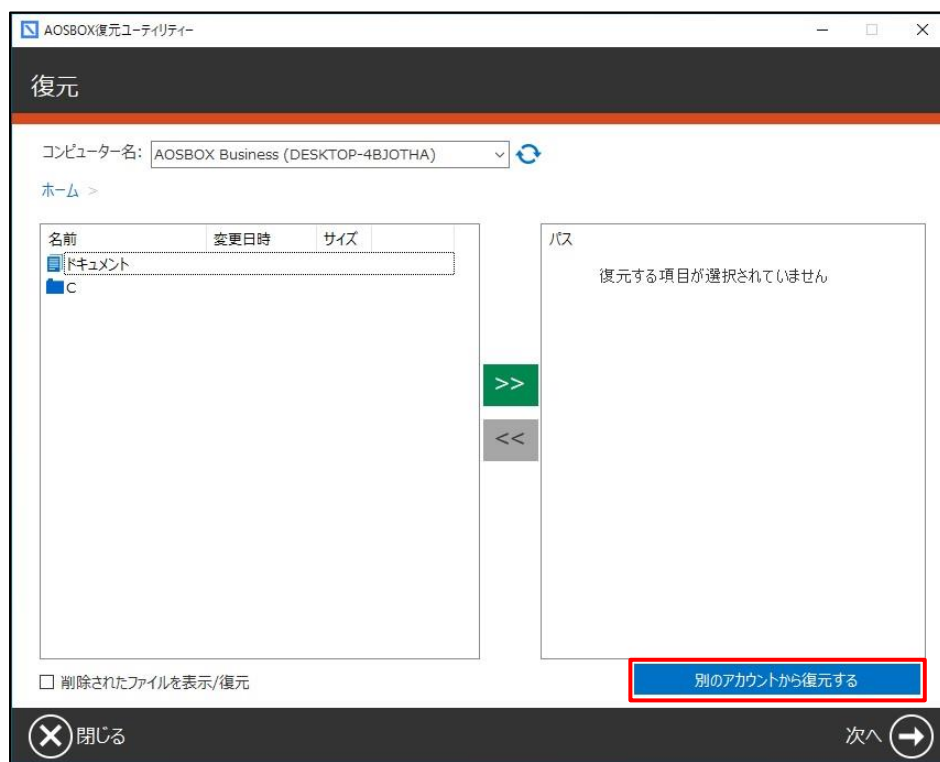 AOSBOX復元ユーティリティー
復元
コンピューター名: AOSBOX Business (DESKTOP-4BJOTHA)
ホーム >
名前 変更日時 サイズ
ドキュメント
C
パス
復元する項目が選択されていません
>>
<<
削除されたファイルを表示/復元
別のアカウントから復元する
閉じる
次へ